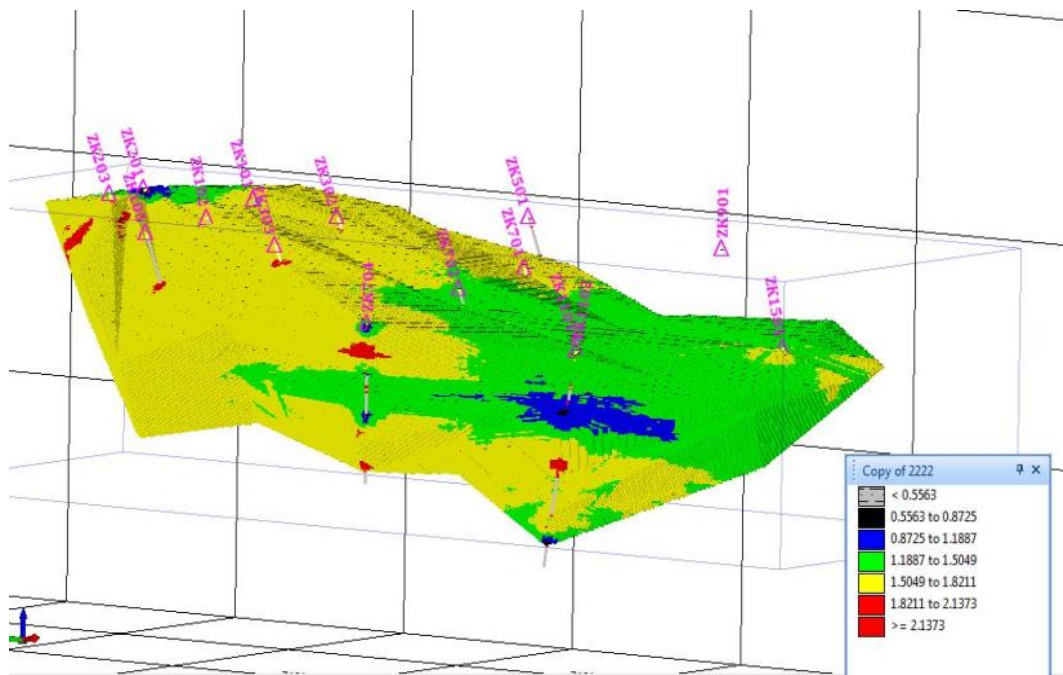 ZK203
ZK201
ZK102
ZK302
ZK501
ZK701
ZK901
ZK704
Copy of 2222
< 0.5563
0.5563 to 0.8725
0.8725 to 1.1887
1.1887 to 1.5049
1.5049 to 1.8211
1.8211 to 2.1373
>= 2.1373